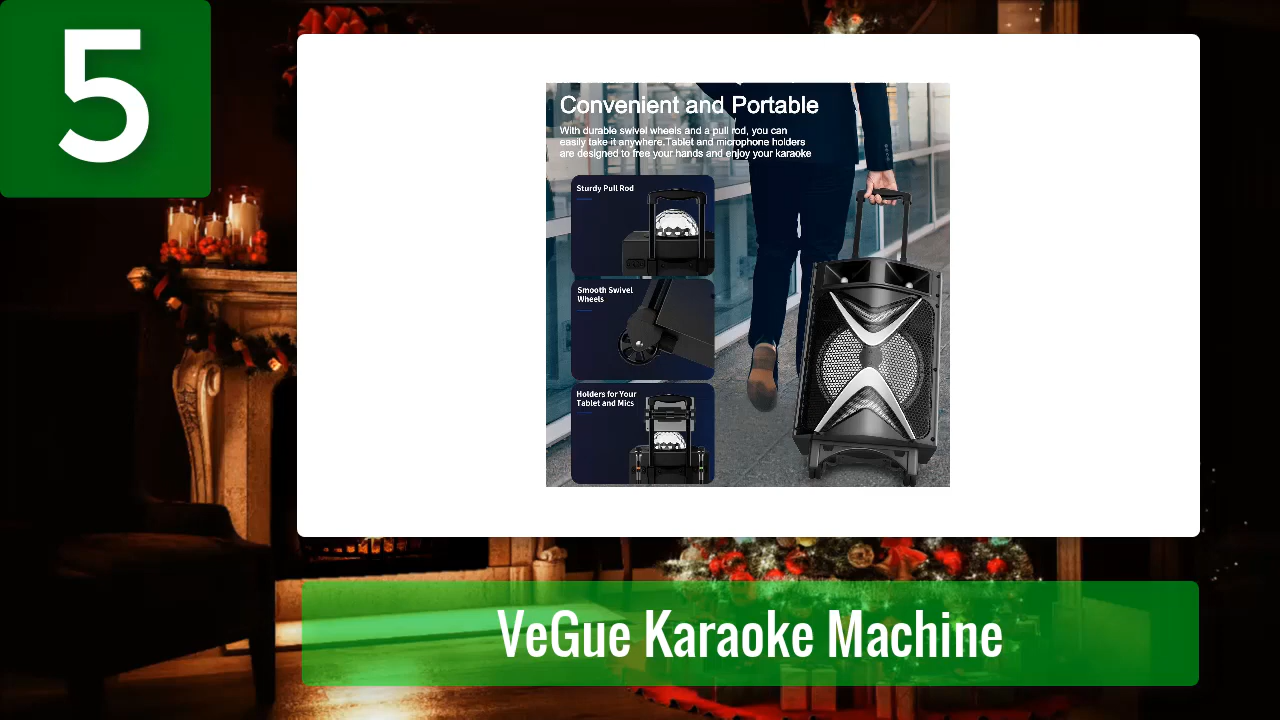 5
Convenient and Portable
With durable swivel wheels and a pull rod, you can
easily take it anywhere.Tablet and microphone holders
are designed to free your hands and enjoy your karaoke
Sturdy Pull Rod
Smooth Swivel
Wheels
Holders for Your
Tablet and Mics
VeGue Karaoke Machine